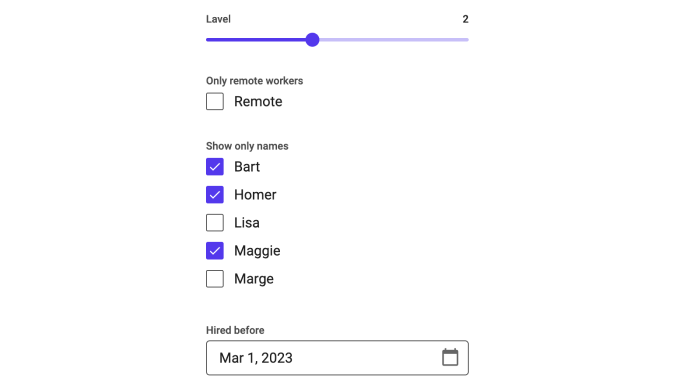 Lavel 2
Only remote workers
Remote
Show only names
Bart
Homer
Lisa
Maggie
Marge
Hired before
Mar 1, 2023